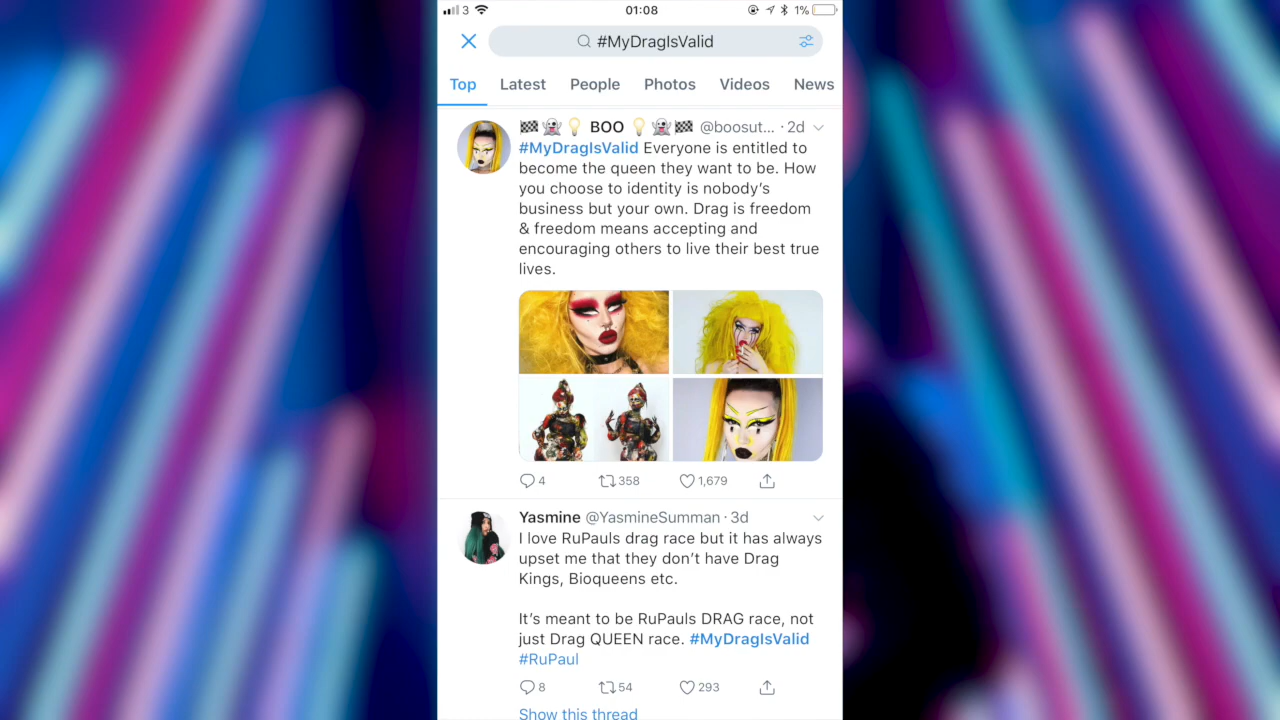 3 01:08 1%
#MyDragIsValid
Top Latest People Photos Videos News
BOO @boosut... · 2d
#MyDragIsValid Everyone is entitled to
become the queen they want to be. How
you choose to identity is nobody's
business but your own. Drag is freedom
& freedom means accepting and
encouraging others to live their best true
lives.
4 358 1,679
Yasmine @YasmineSumman · 3d
I love RuPauls drag race but it has always
upset me that they don't have Drag
Kings, Bioqueens etc.
It's meant to be RuPauls DRAG race, not
just Drag QUEEN race. #MyDragIsValid
#RuPaul
8 54 293
Show this thread